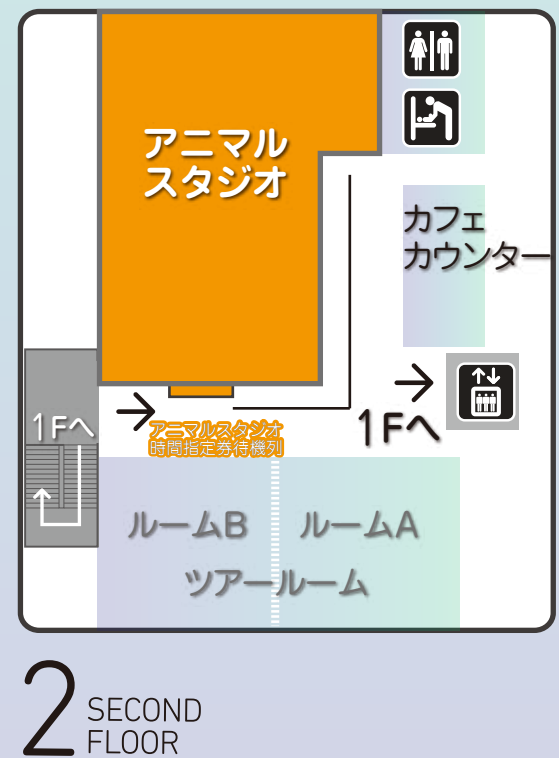 アニマル
スタジオ
カフェ
カウンター
1Fへ
1Fへ
アニマルスタジオ
時間指定券待機列
ルームB
ルームA
ツアールーム
2 SECOND
FLOOR